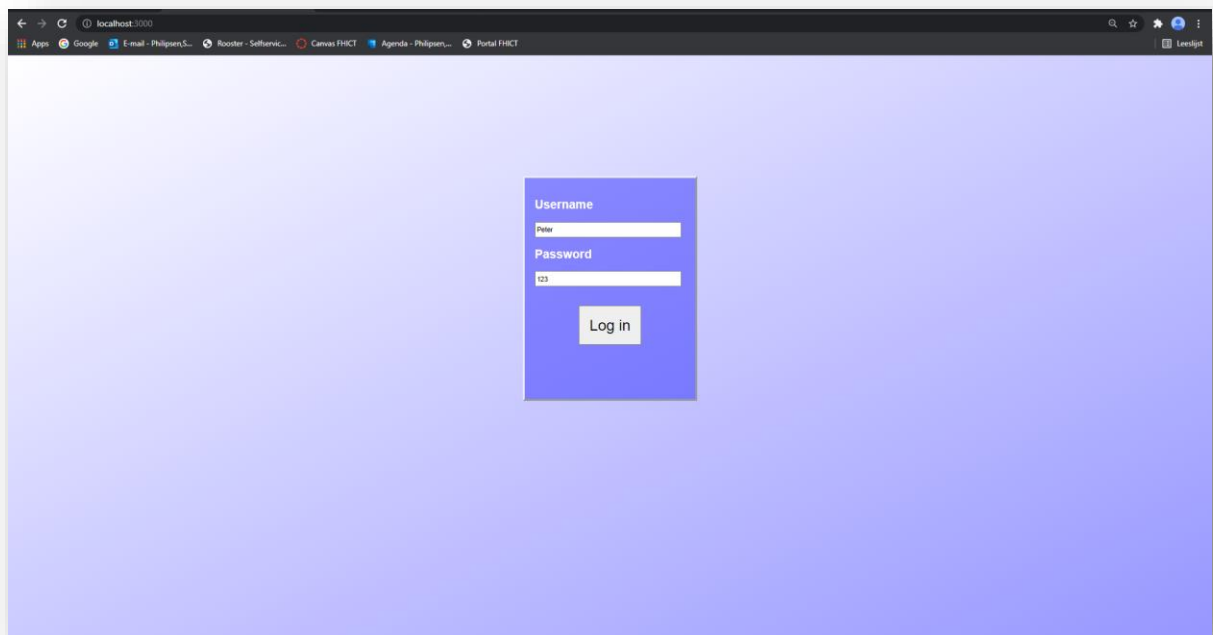 localhost:3000
Apps Google E-mail - Philipsen,S... Rooster - Selfservic... Canvas FHICT Agenda - Philipsen,... Portal FHICT Leeslijst
Username
Peter
Password
123
Log in